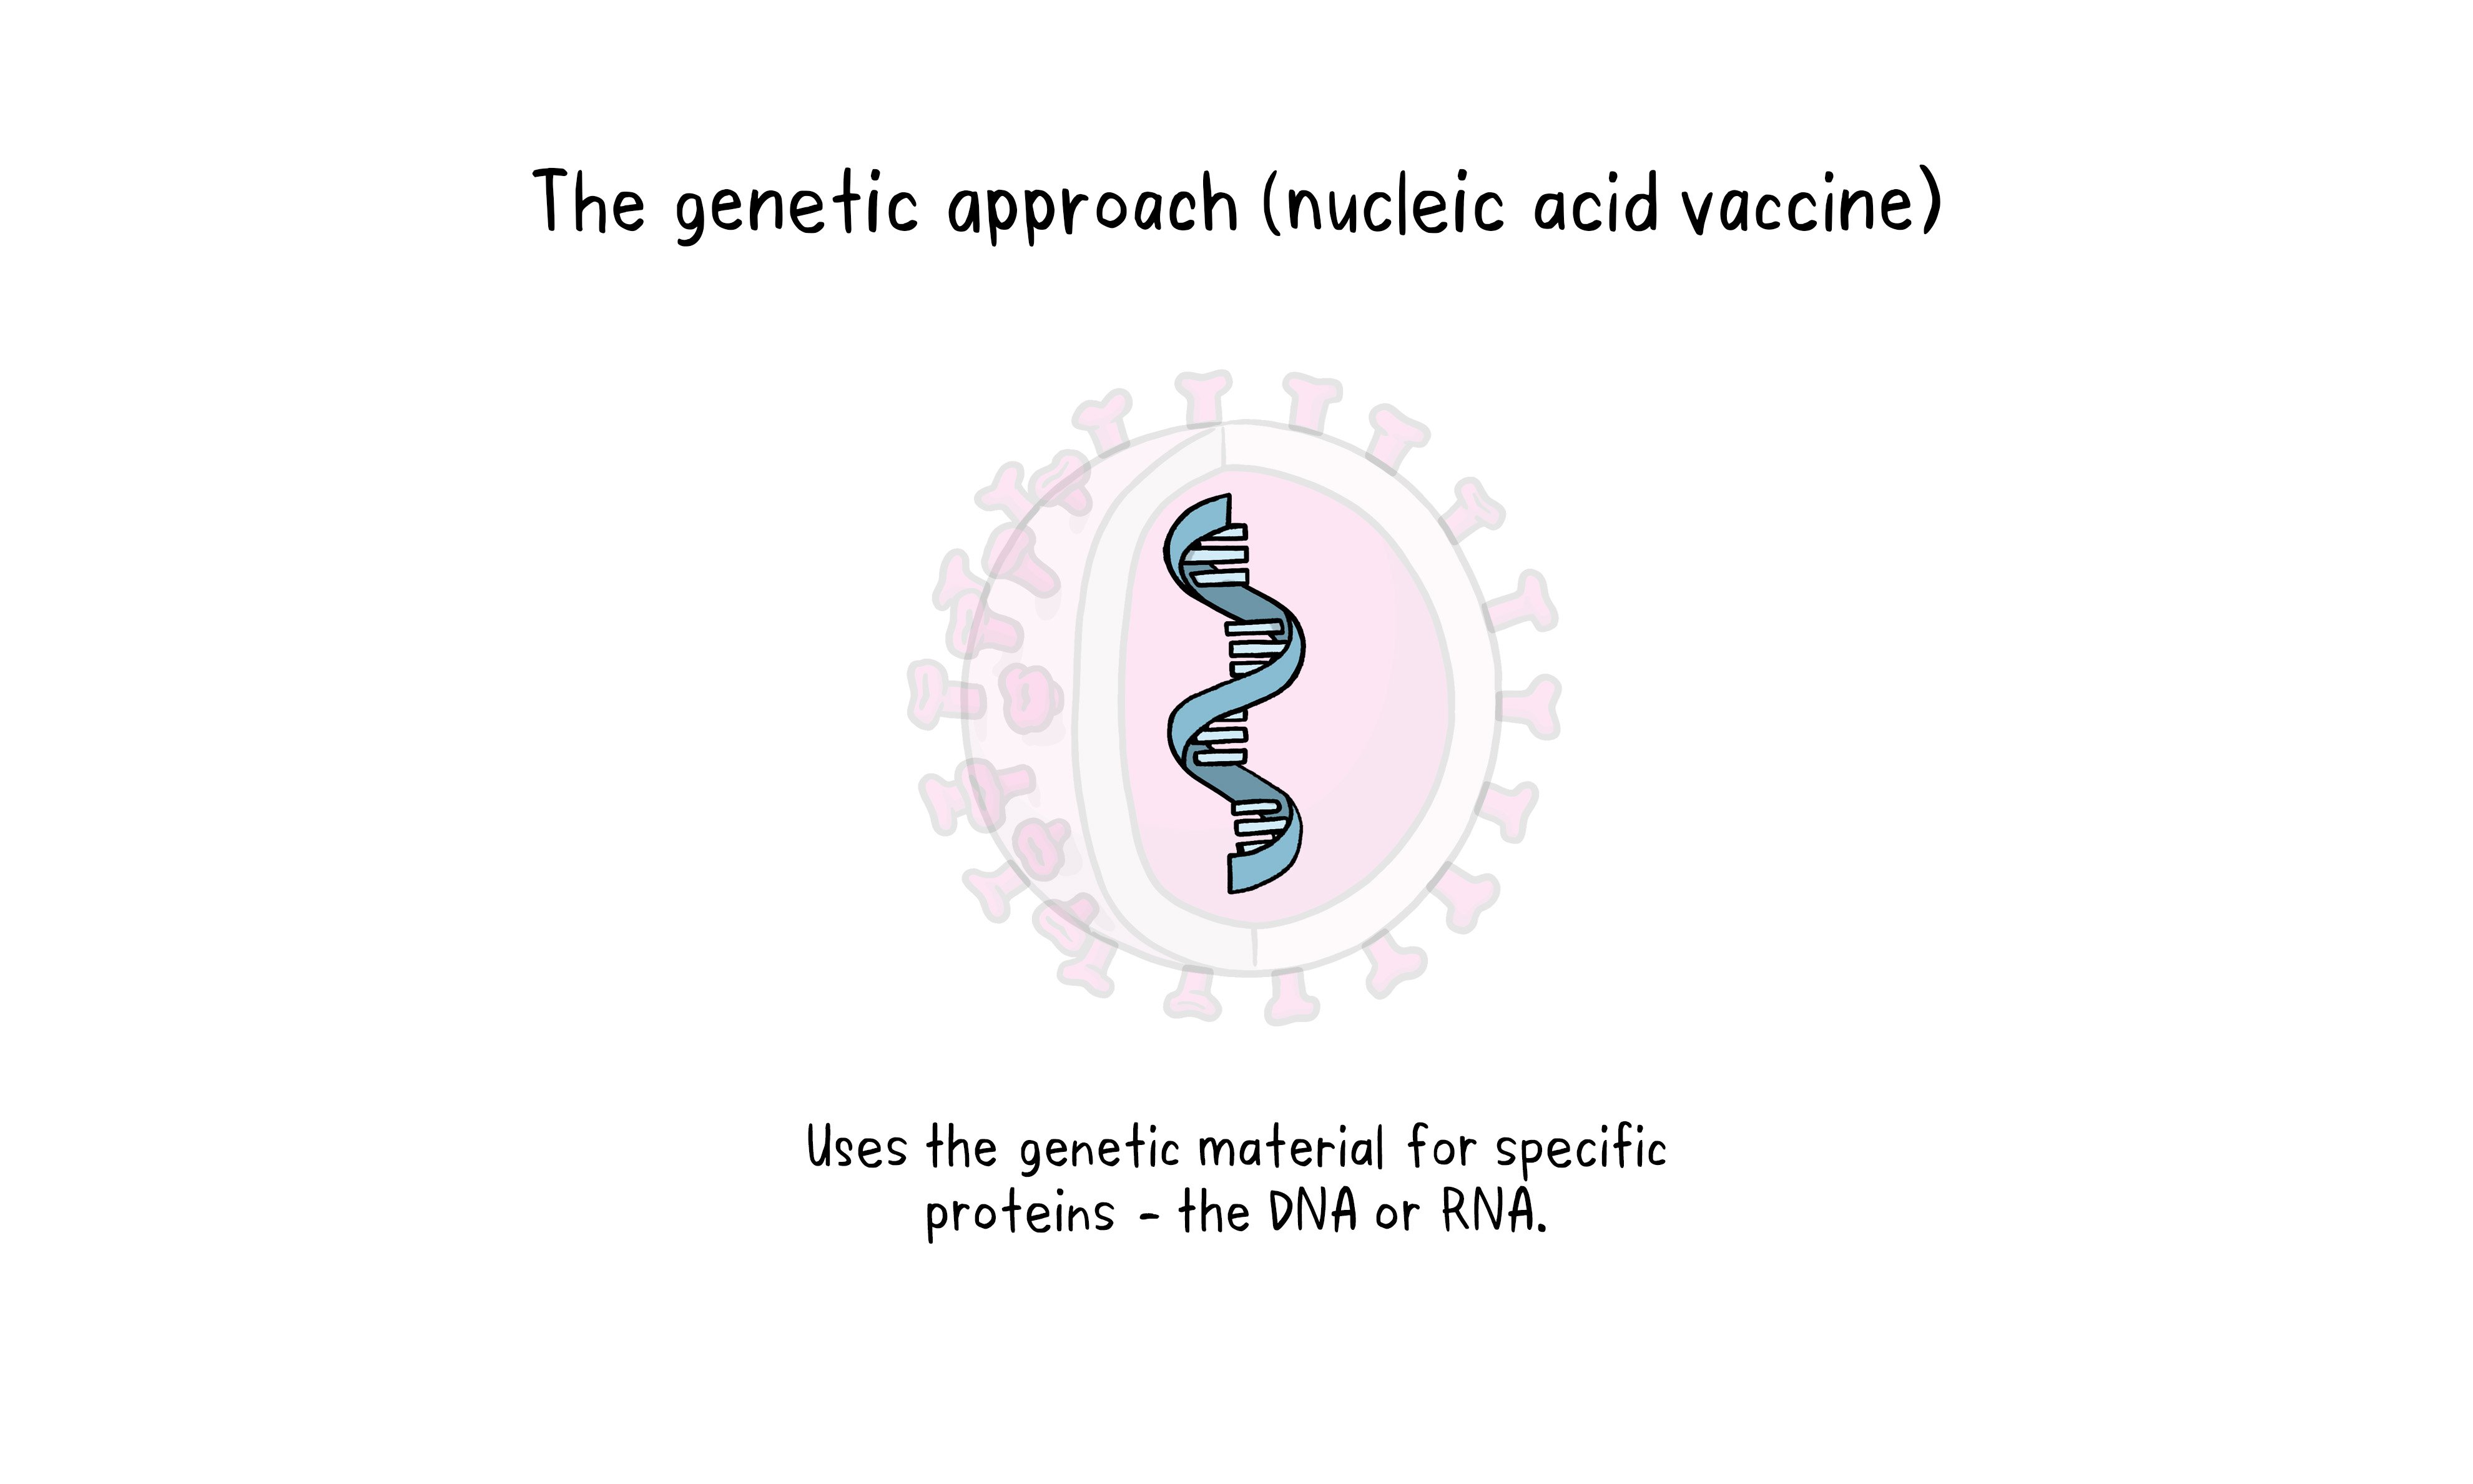 The genetic approach (nucleic acid vaccine)
Uses the genetic material for specific
proteins - the DNA or RNA.